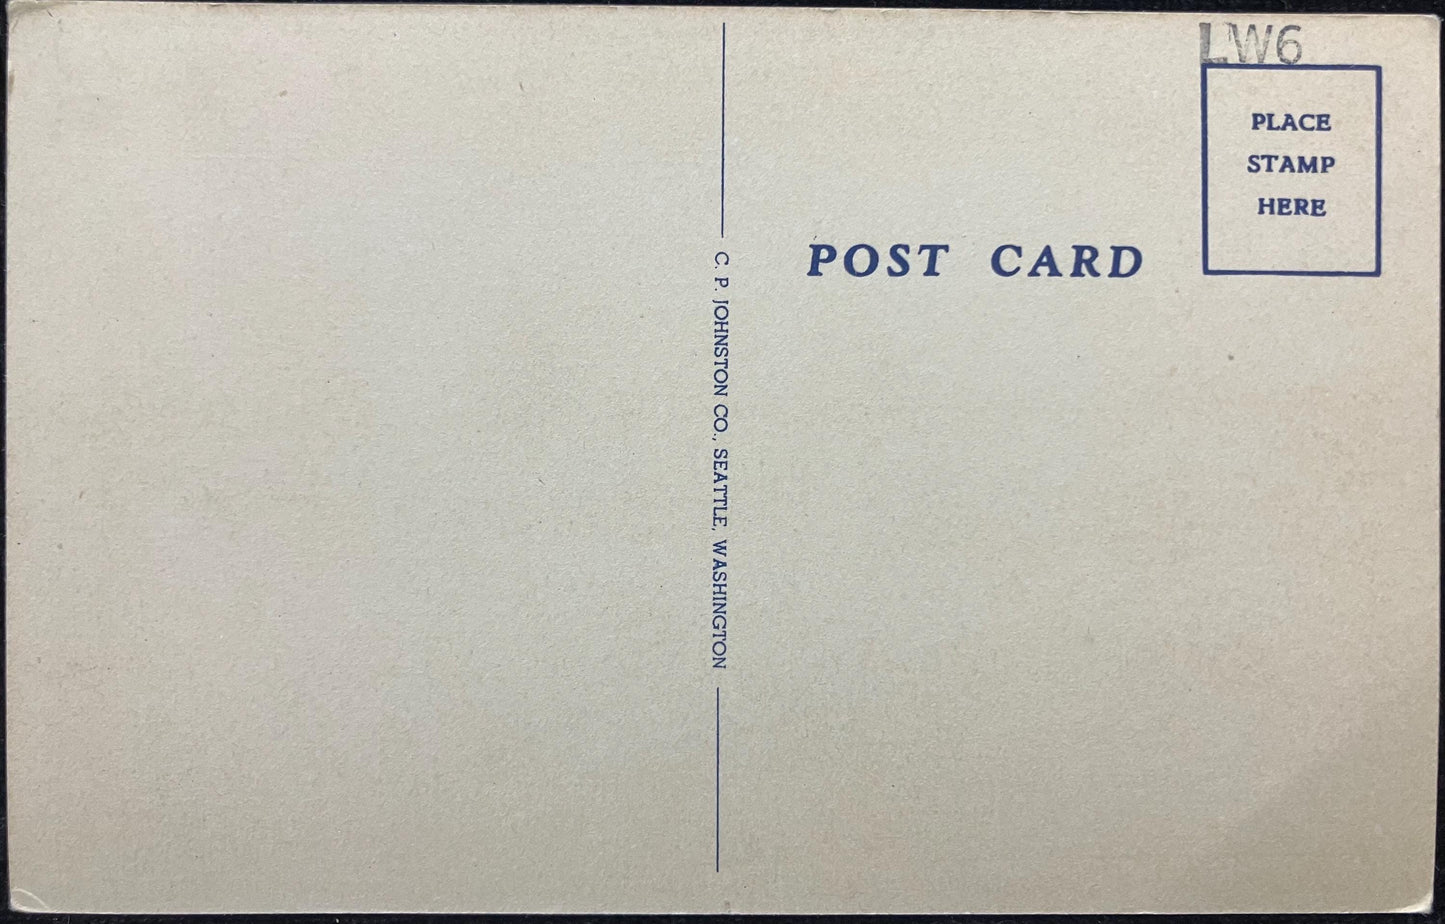 LW6
PLACE
STAMP
HERE
POST CARD
C. P. JOHNSTON CO., SEATTLE, WASHINGTON